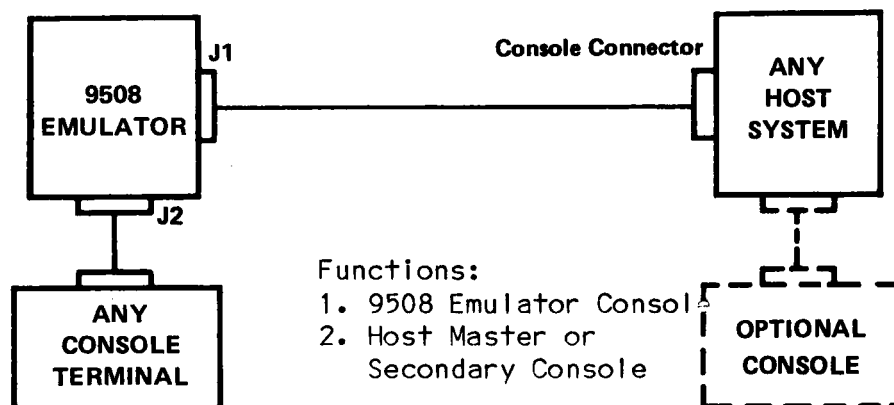 J1
Console Connector
9508
EMULATOR
ANY
HOST
SYSTEM
J2
Functions:
1. 9508 Emulator Console
2. Host Master or
Secondary Console
ANY
CONSOLE
TERMINAL
OPTIONAL
CONSOLE